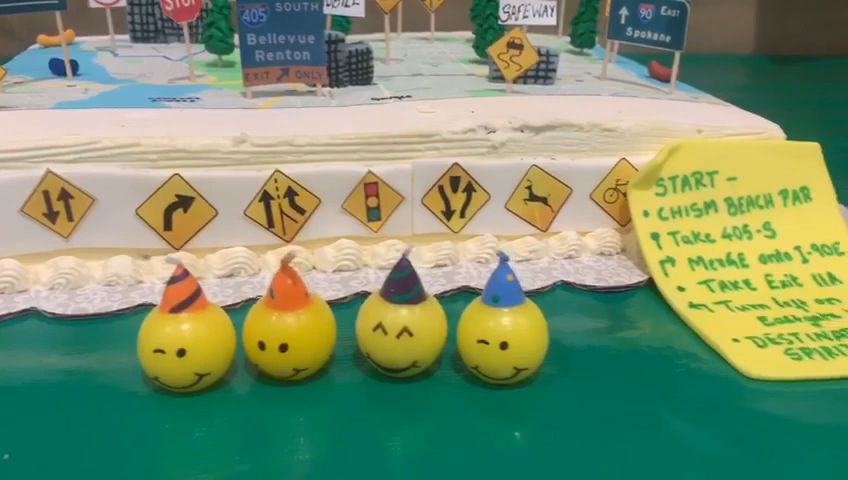 STOP
405
SOUTH
Bellevue
Renton
EXIT ONLY
SAFEWAY
90
EAST
Spokane
START-
• CHISM BEACH PAR
Take 405-S
MERGE onto I-90E
• TAKE Exit 11A
Turn left on
• DESTINAT
SPIRIT